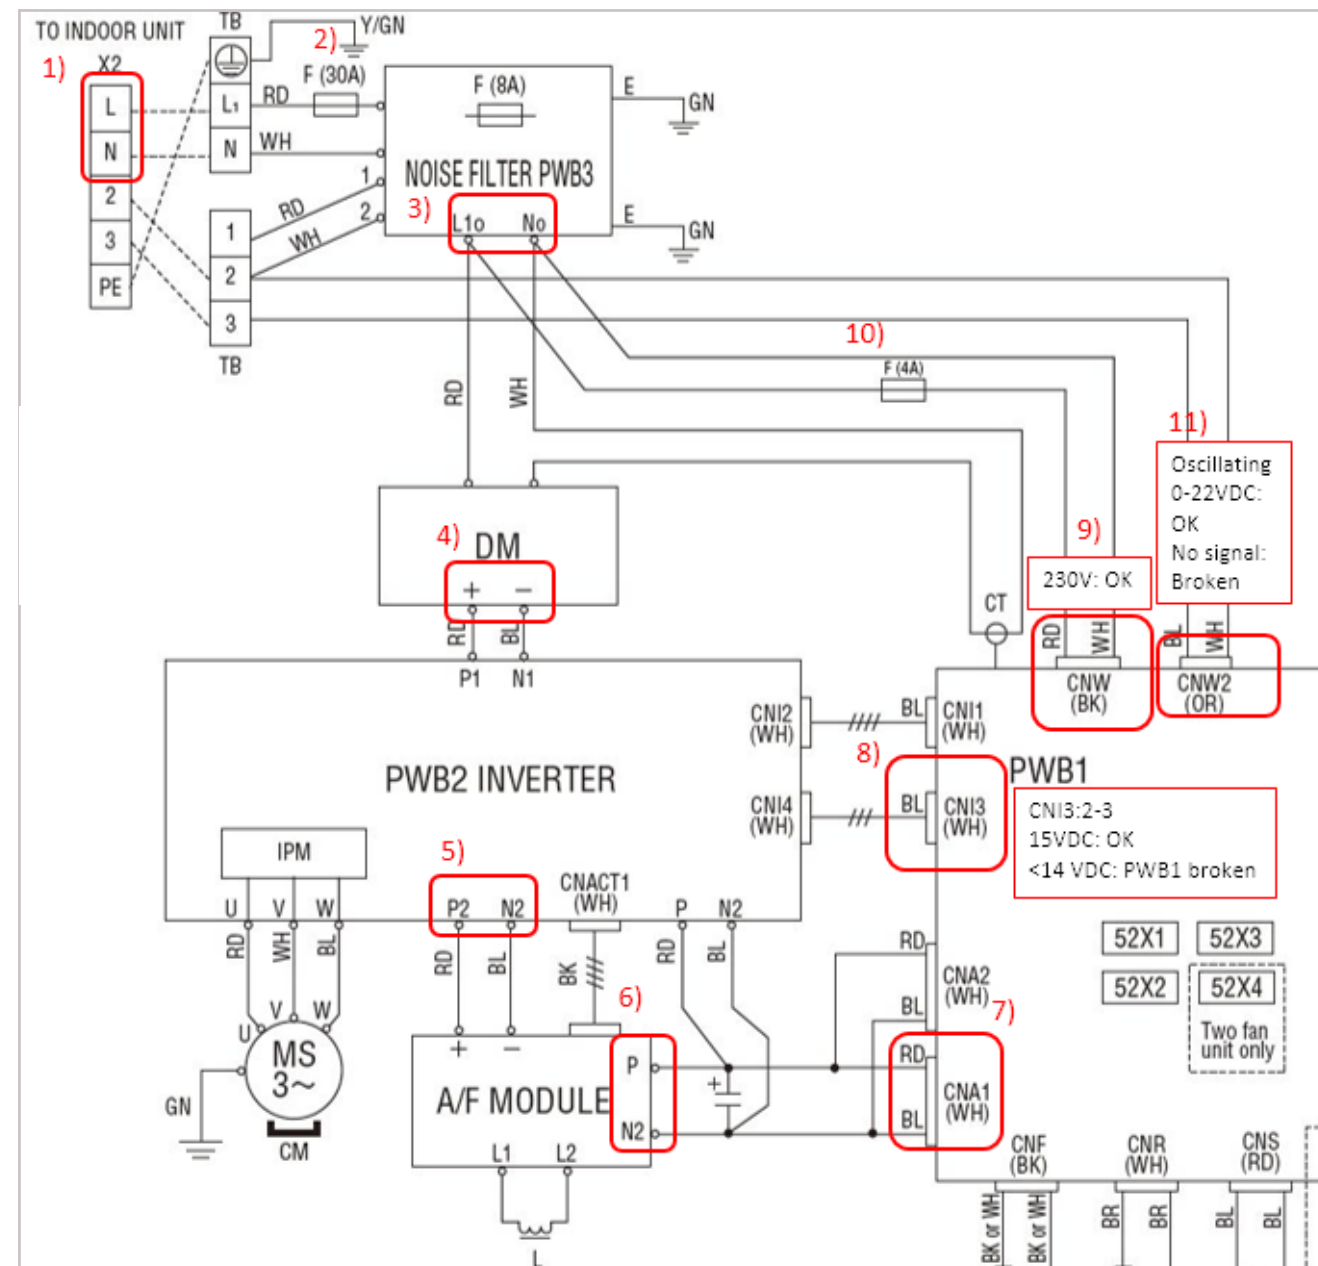 TO INDOOR UNIT
TB
Y/GN
2)
1)
X2
F (30A)
F (8A)
E
GN
L
L1
RD
N
N
WH
NOISE FILTER PWB3
1
2
2
3)
L1o
No
E
GN
RD
WH
1
3
2
PE
3
10)
TB
F (4A)
RD
WH
11)
Oscillating
0-22VDC:
OK
No signal:
Broken
4)
DM
9)
230V: OK
+
−
CT
RD
BL
RD
WH
BL
WH
P1
N1
CNW
(BK)
CNW2
(OR)
CNI2
(WH)
BL
CNI1
(WH)
8)
PWB1
PWB2 INVERTER
CNI4
(WH)
BL
CNI3
(WH)
CNI3:2-3
15VDC: OK
<14 VDC: PWB1 broken
IPM
5)
CNACT1
(WH)
U
V
W
P2
N2
P
N2
RD
WH
BL
RD
BL
BK
RD
BL
RD
52X1
52X3
CNA2
(WH)
52X2
52X4
6)
7)
BL
V
U
W
Two fan
unit only
MS
3~
+
−
P
RD
+
A/F MODULE
CNA1
(WH)
GN
N2
BL
CM
L1
L2
CNF
(BK)
CNR
(WH)
CNS
(RD)
BK or WH
BK or WH
BR
BR
BL
BL
L